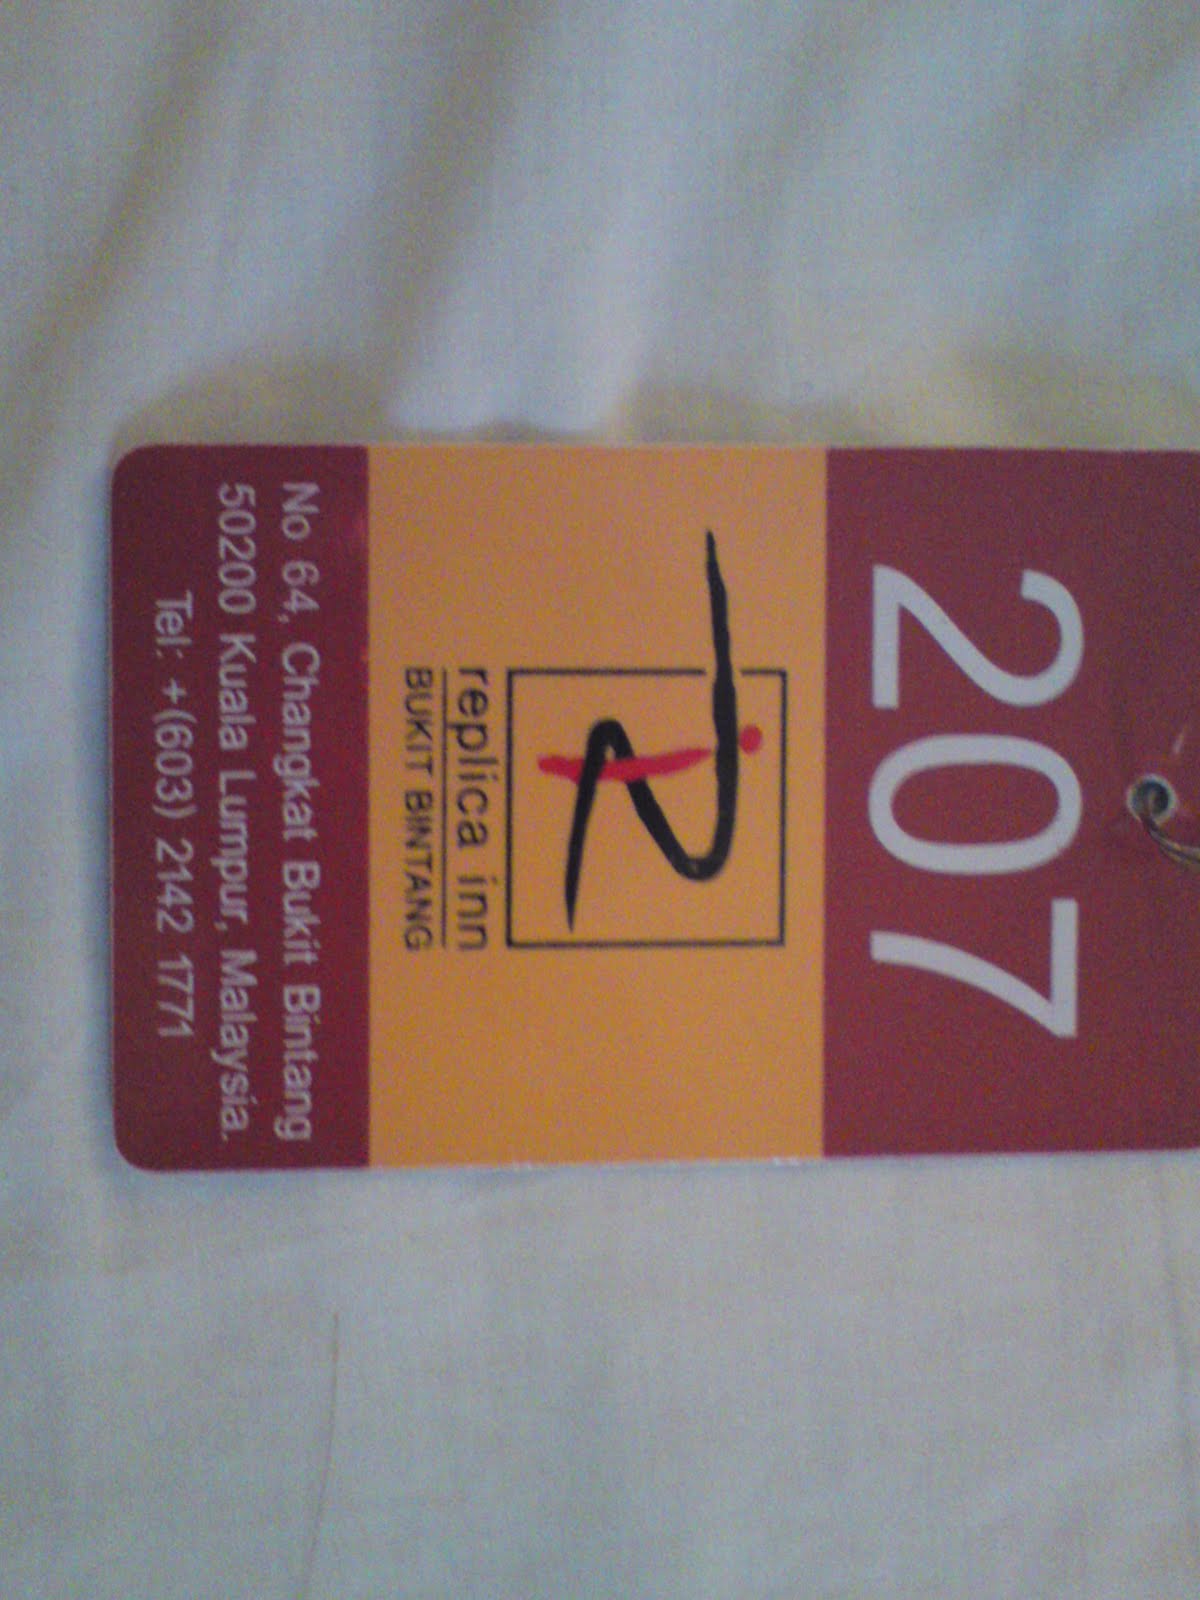 207
replica inn
BUKIT BINTANG
No 64, Changkat Bukit Bintang
50200 Kuala Lumpur, Malaysia.
Tel: +(603) 2142 1771